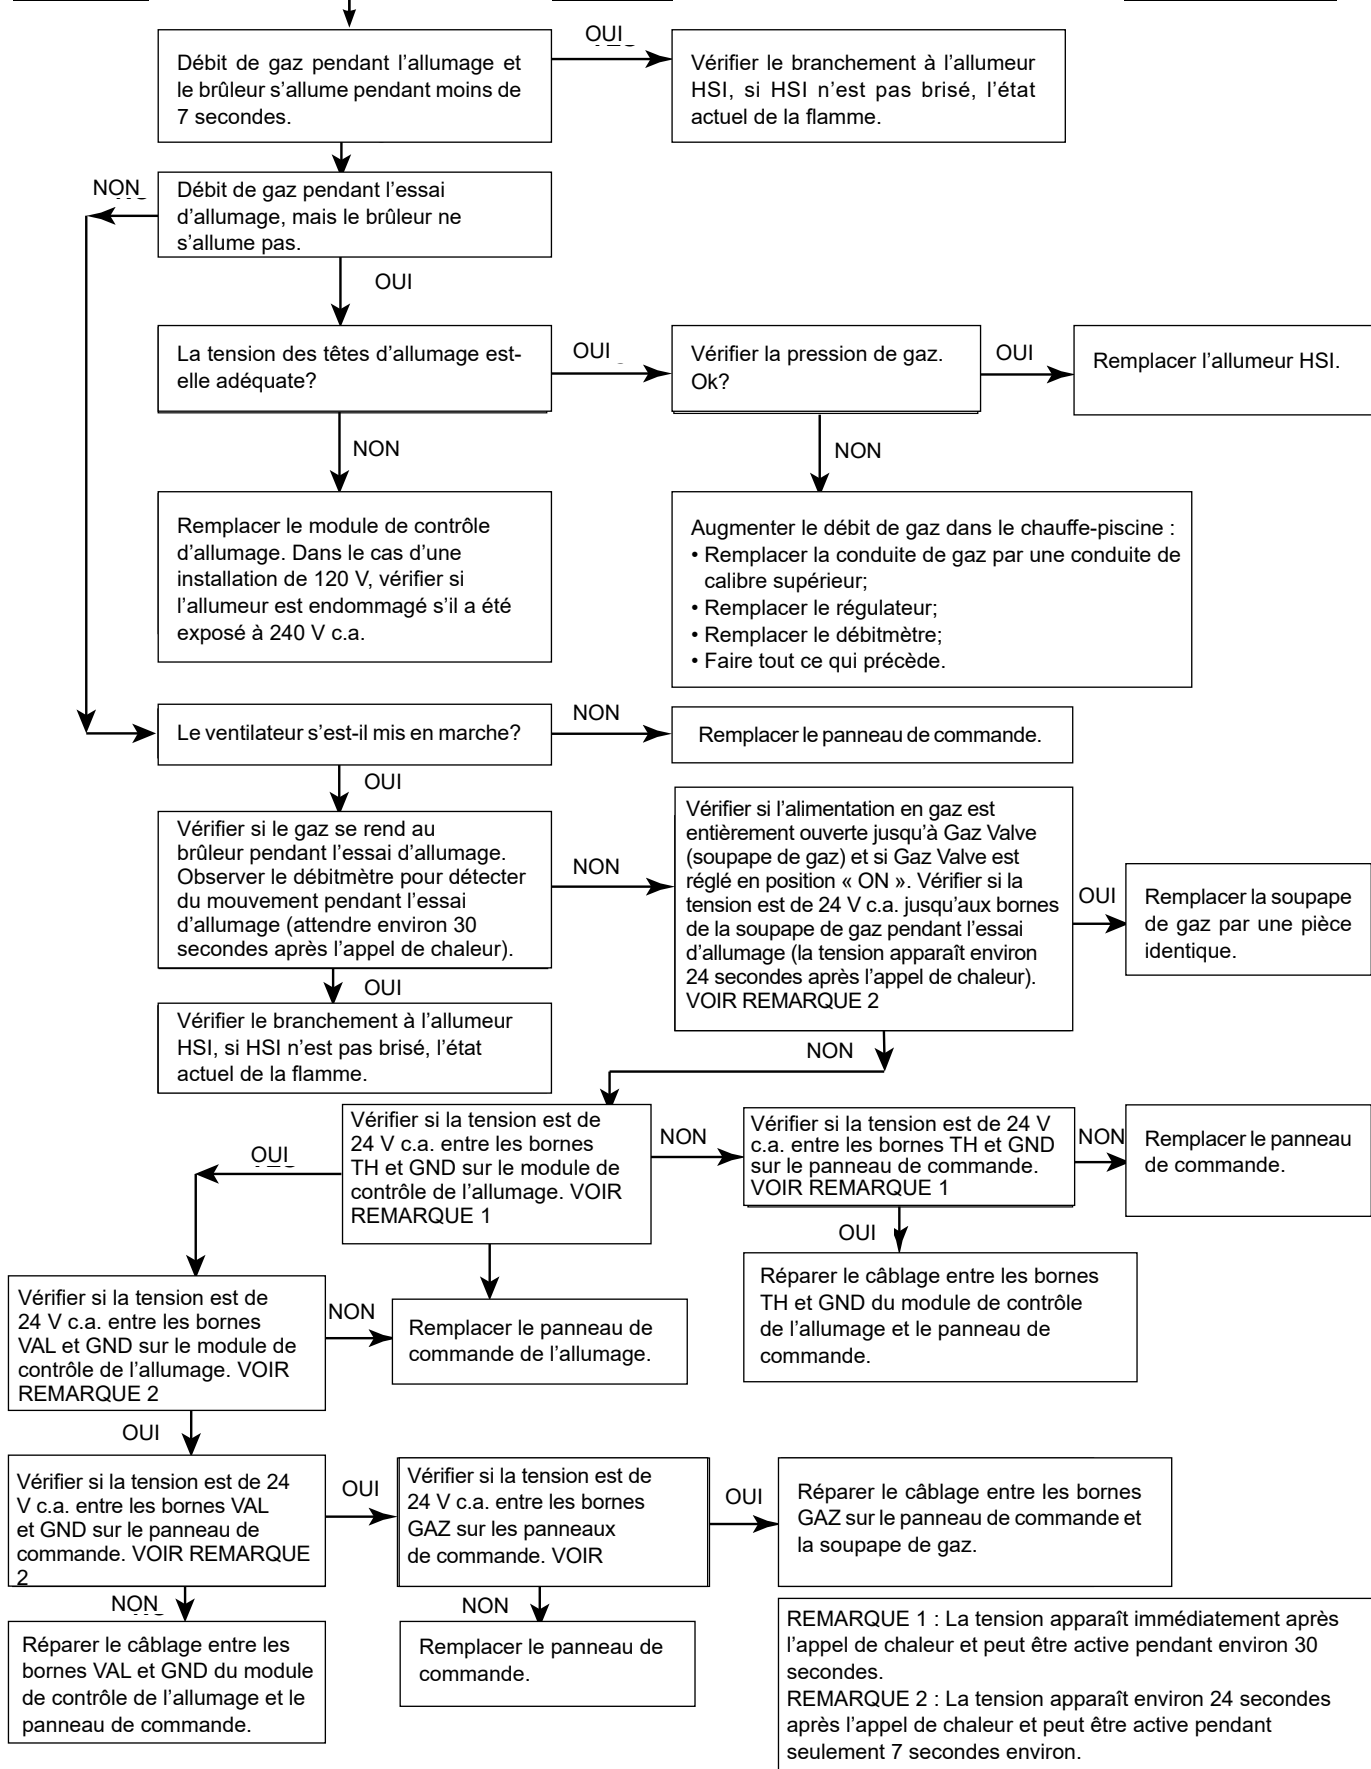 OUI
Débit de gaz pendant l'allumage et
le brûleur s'allume pendant moins de
7 secondes.
Vérifier le branchement à l'allumeur
HSI, si HSI n'est pas brisé, l'état
actuel de la flamme.
NON
Débit de gaz pendant l'essai
d'allumage, mais le brûleur ne
s'allume pas.
OUI
La tension des têtes d'allumage est-
elle adéquate?
OUI
Vérifier la pression de gaz.
Ok?
OUI
Remplacer l'allumeur HSI.
NON
NON
Remplacer le module de contrôle
d'allumage. Dans le cas d'une
installation de 120 V, vérifier si
l'allumeur est endommagé s'il a été
exposé à 240 V c.a.
Augmenter le débit de gaz dans le chauffe-piscine :
• Remplacer la conduite de gaz par une conduite de
calibre supérieur;
• Remplacer le régulateur;
• Remplacer le débitmètre;
• Faire tout ce qui précède.
Le ventilateur s'est-il mis en marche?
NON
Remplacer le panneau de commande.
OUI
Vérifier si le gaz se rend au
brûleur pendant l'essai d'allumage.
Observer le débitmètre pour détecter
du mouvement pendant l'essai
d'allumage (attendre environ 30
secondes après l'appel de chaleur).
NON
Vérifier si l'alimentation en gaz est
entièrement ouverte jusqu'à Gaz Valve
(soupape de gaz) et si Gaz Valve est
réglé en position « ON ». Vérifier si la
tension est de 24 V c.a. jusqu'aux bornes
de la soupape de gaz pendant l'essai
d'allumage (la tension apparaît environ
24 secondes après l'appel de chaleur).
VOIR REMARQUE 2
OUI
Remplacer la soupape
de gaz par une pièce
identique.
OUI
Vérifier le branchement à l'allumeur
HSI, si HSI n'est pas brisé, l'état
actuel de la flamme.
NON
OUI
Vérifier si la tension est de
24 V c.a. entre les bornes
TH et GND sur le module de
contrôle de l'allumage. VOIR
REMARQUE 1
NON
Vérifier si la tension est de 24 V
c.a. entre les bornes TH et GND
sur le panneau de commande.
VOIR REMARQUE 1
NON
Remplacer le panneau
de commande.
OUI
Réparer le câblage entre les bornes
TH et GND du module de contrôle
de l'allumage et le panneau de
commande.
Vérifier si la tension est de
24 V c.a. entre les bornes
VAL et GND sur le module de
contrôle de l'allumage. VOIR
REMARQUE 2
NON
Remplacer le panneau de
commande de l'allumage.
OUI
Vérifier si la tension est de 24
V c.a. entre les bornes VAL
et GND sur le panneau de
commande. VOIR REMARQUE
2
OUI
Vérifier si la tension est de
24 V c.a. entre les bornes
GAZ sur les panneaux
de commande. VOIR
OUI
Réparer le câblage entre les bornes
GAZ sur le panneau de commande et
la soupape de gaz.
NON
Réparer le câblage entre les
bornes VAL et GND du module
de contrôle de l'allumage et le
panneau de commande.
NON
Remplacer le panneau de
commande.
REMARQUE 1 : La tension apparaît immédiatement après
l'appel de chaleur et peut être active pendant environ 30
secondes.
REMARQUE 2 : La tension apparaît environ 24 secondes
après l'appel de chaleur et peut être active pendant
seulement 7 secondes environ.